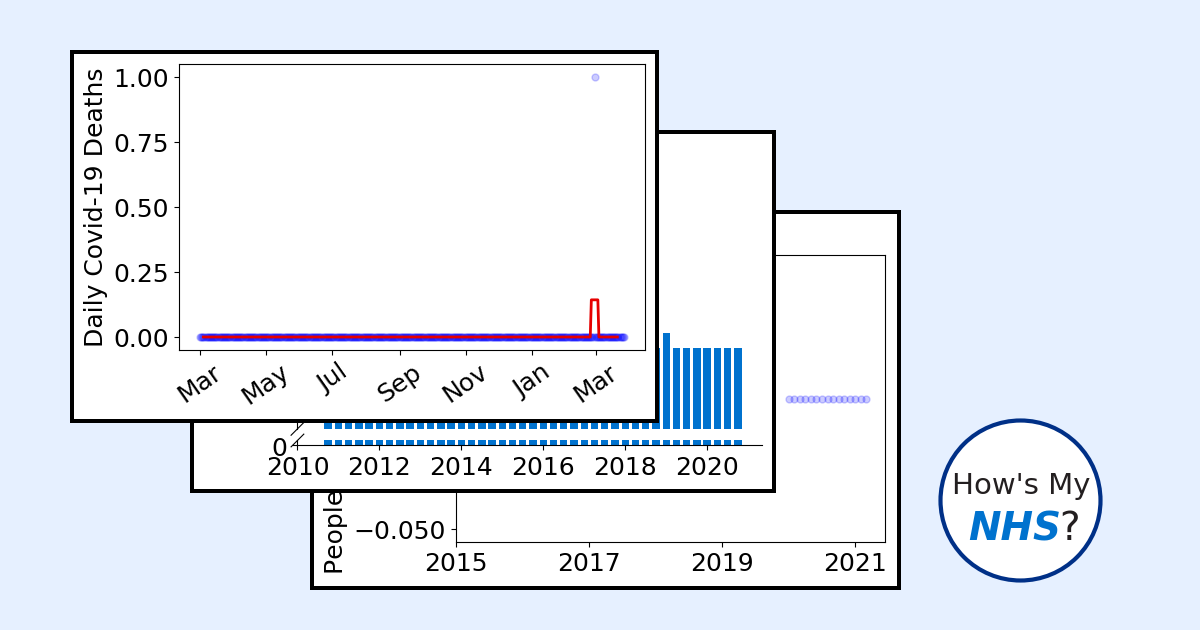 Daily Covid-19 Deaths
1.00
0.75
0.50
0.25
0.00
Mar May Jul Sep Nov Jan Mar
0
2010 2012 2014 2016 2018 2020
People
−0.050
2015 2017 2019 2021
How's My
NHS?